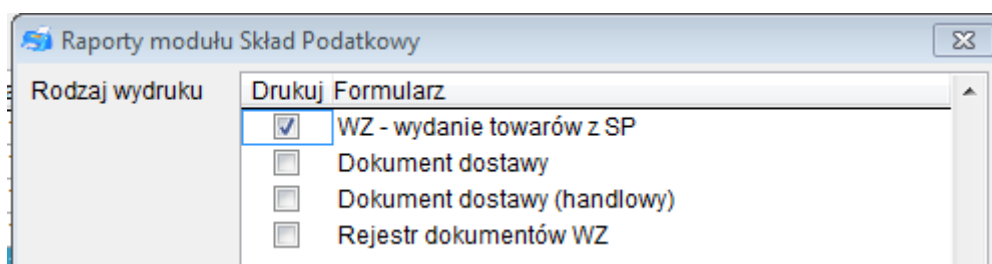 Raporty modułu Skład Podatkowy
Rodzaj wydruku Drukuj Formularz
WZ - wydanie towarów z SP
Dokument dostawy
Dokument dostawy (handlowy)
Rejestr dokumentów WZ